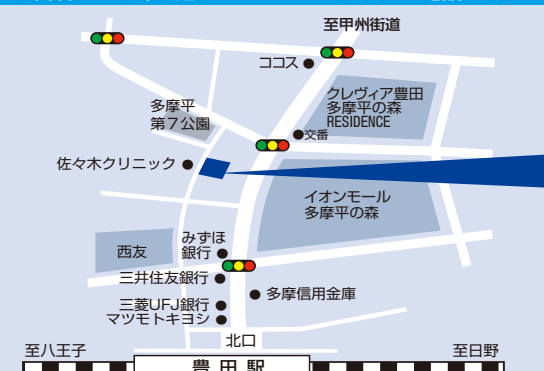 至甲州街道
ココス
クレヴィア豊田
多摩平の森
RESIDENCE
多摩平
第7公園
交番
佐々木クリニック
イオンモール
多摩平の森
みずほ
銀行
西友
三井住友銀行
多摩信用金庫
三菱UFJ銀行
マツモトキヨシ
北口
至八王子
至日野
豊田駅